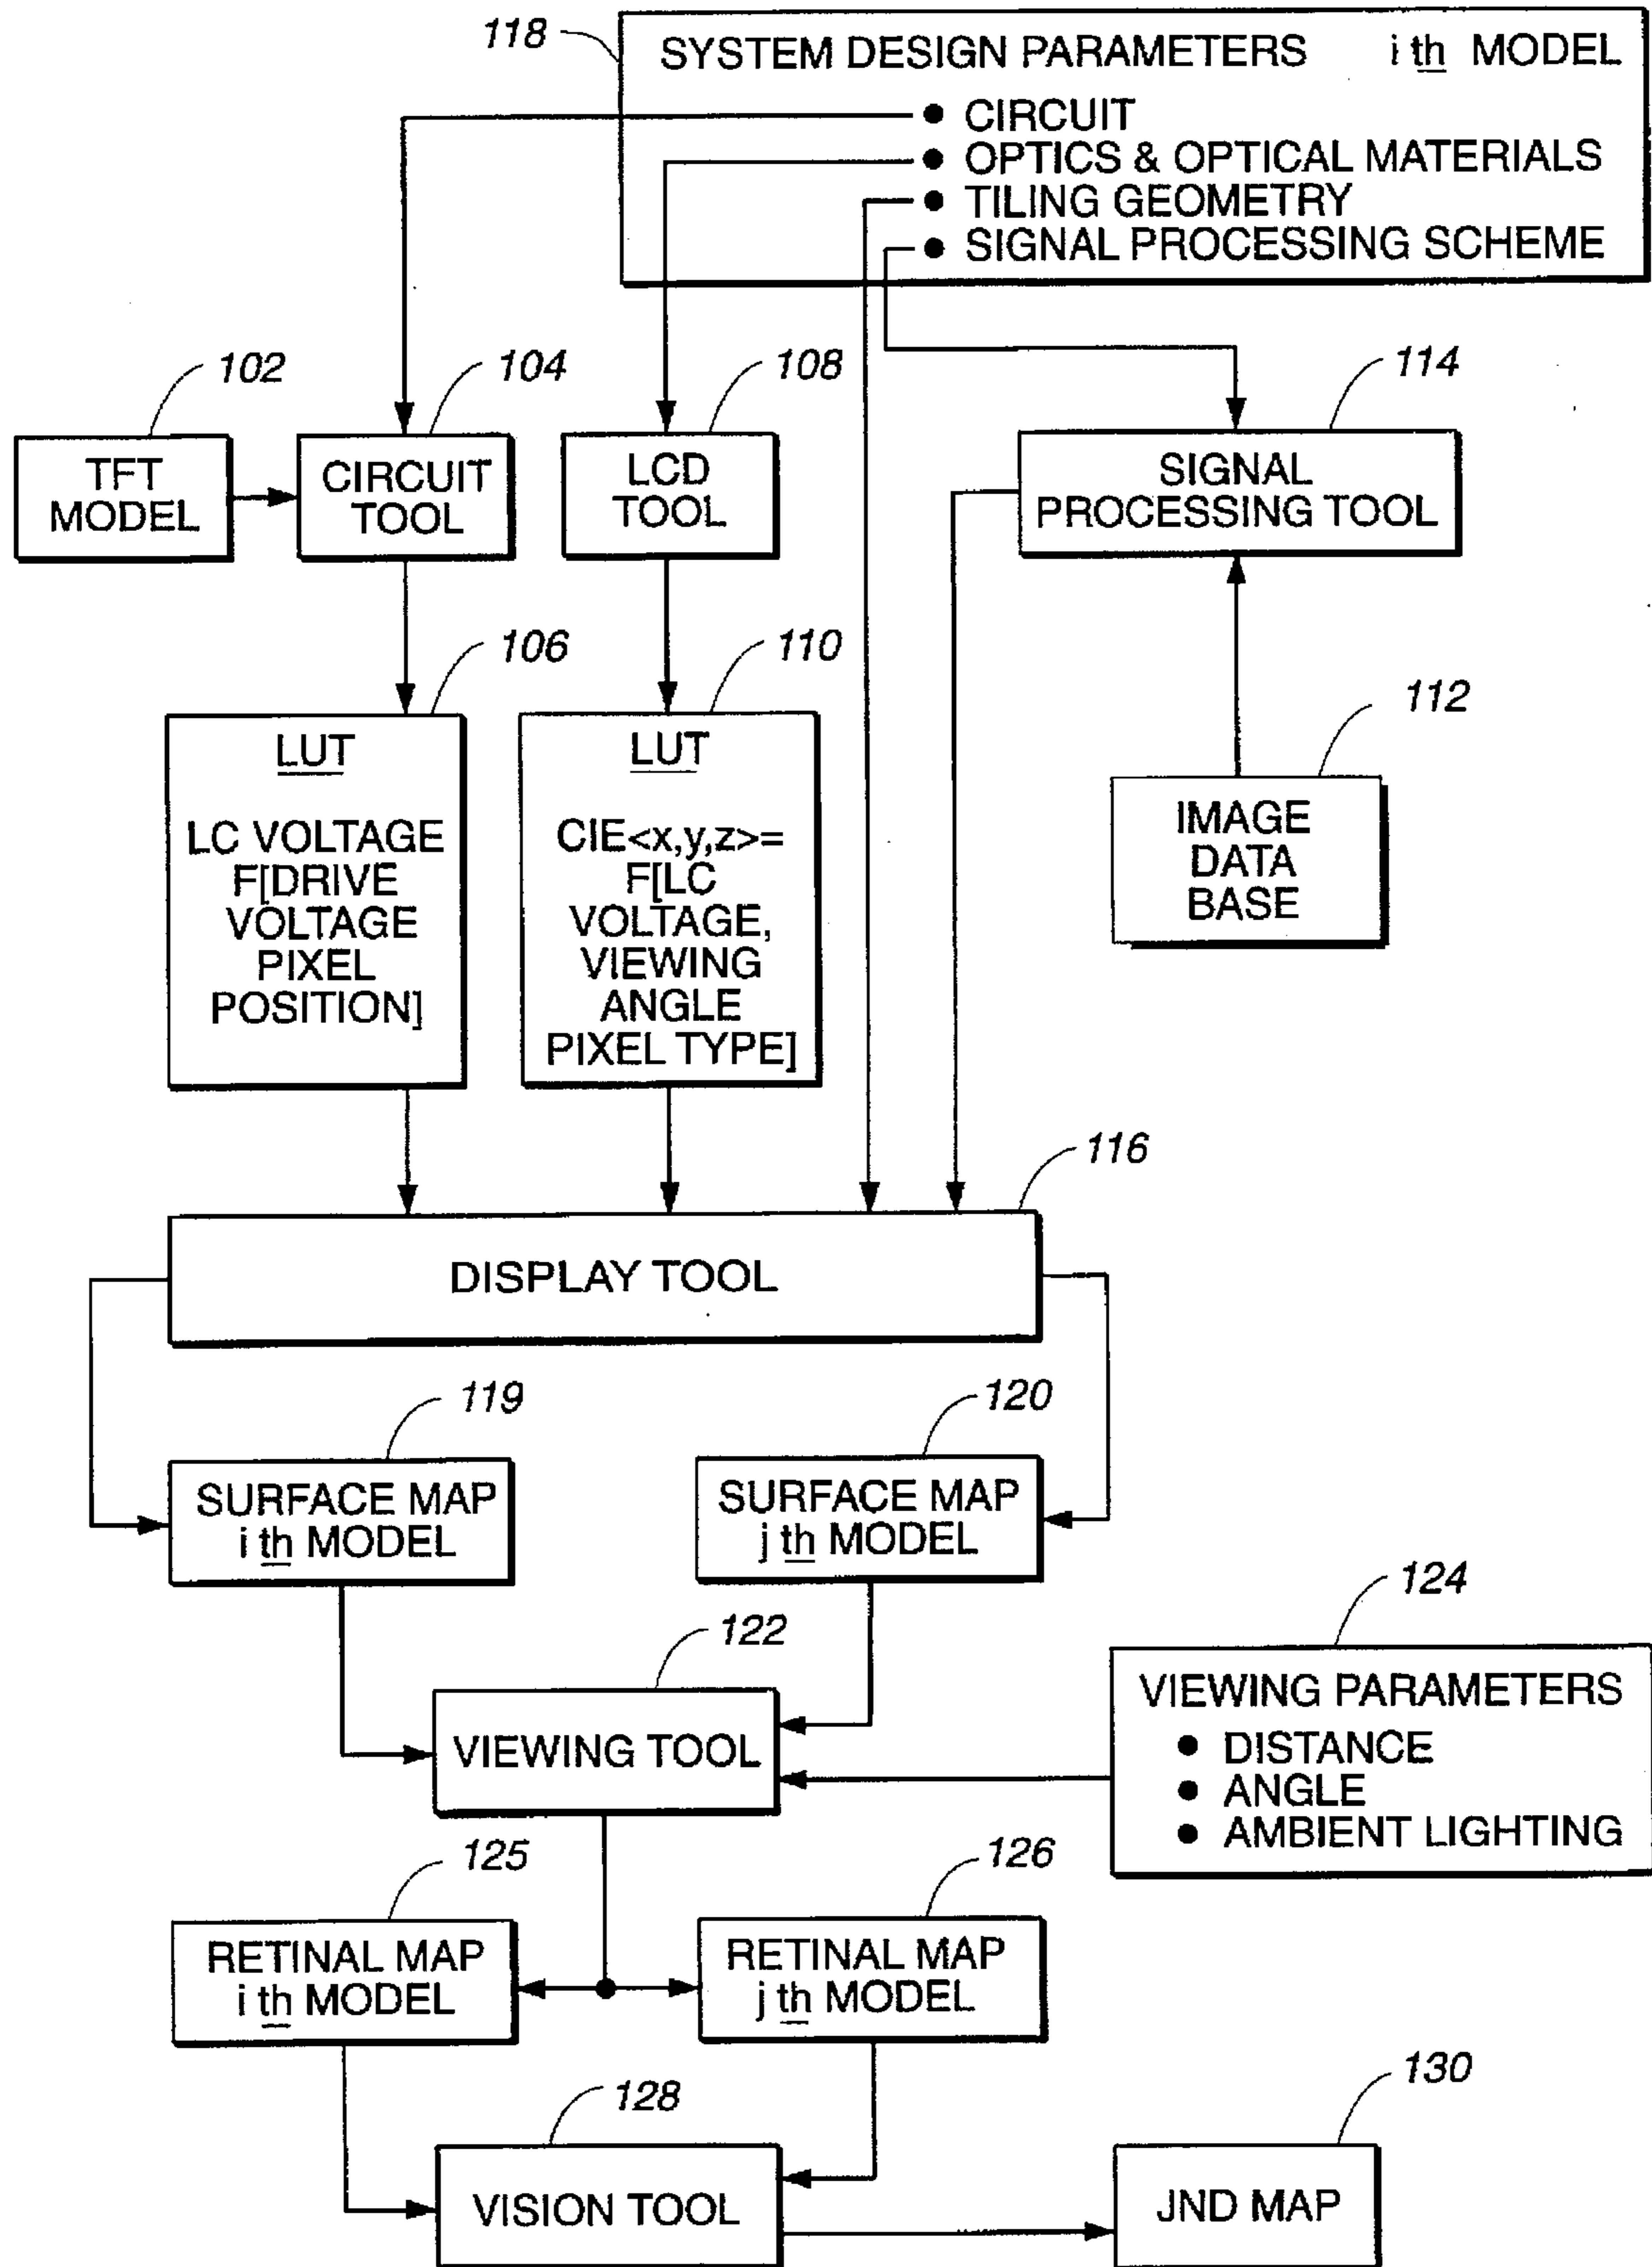 118
SYSTEM DESIGN PARAMETERS i th MODEL
• CIRCUIT
• OPTICS & OPTICAL MATERIALS
• TILING GEOMETRY
• SIGNAL PROCESSING SCHEME
102
104
108
114
TFT
MODEL
CIRCUIT
TOOL
LCD
TOOL
SIGNAL
PROCESSING TOOL
106
110
112
LUT
LC VOLTAGE
F[DRIVE
VOLTAGE
PIXEL
POSITION]
LUT
CIE<x,y,z>=
F[LC
VOLTAGE,
VIEWING
ANGLE
PIXEL TYPE]
IMAGE
DATA
BASE
116
DISPLAY TOOL
119
120
SURFACE MAP
i th MODEL
SURFACE MAP
j th MODEL
122
124
VIEWING TOOL
VIEWING PARAMETERS
• DISTANCE
• ANGLE
• AMBIENT LIGHTING
125
126
RETINAL MAP
i th MODEL
RETINAL MAP
j th MODEL
128
130
VISION TOOL
JND MAP